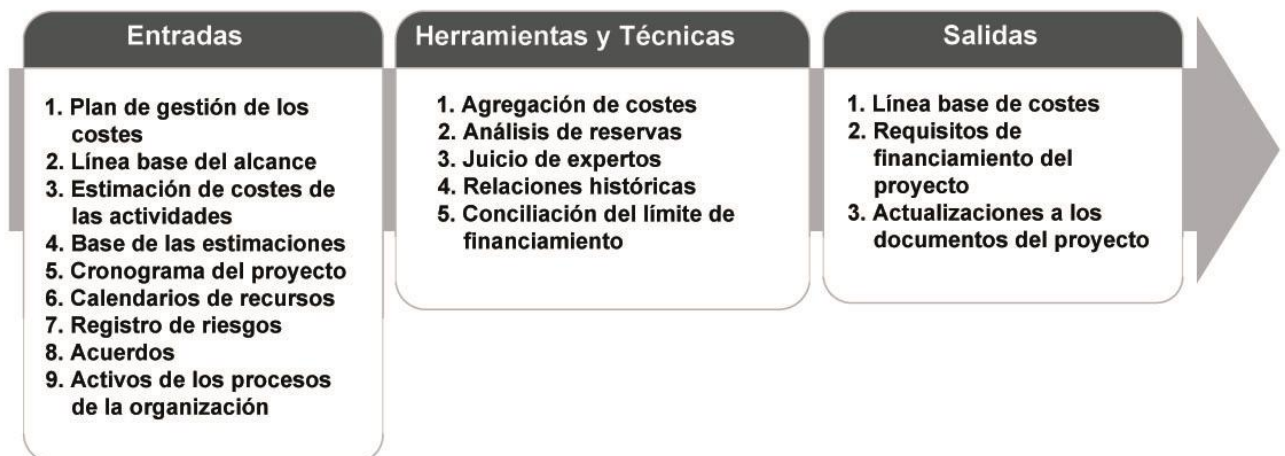 Entradas
1. Plan de gestión de los
costes
2. Línea base del alcance
3. Estimación de costes de
las actividades
4. Base de las estimaciones
5. Cronograma del proyecto
6. Calendarios de recursos
7. Registro de riesgos
8. Acuerdos
9. Activos de los procesos
de la organización
Herramientas y Técnicas
1. Agregación de costes
2. Análisis de reservas
3. Juicio de expertos
4. Relaciones históricas
5. Conciliación del límite de
financiamiento
Salidas
1. Línea base de costes
2. Requisitos de
financiamiento del
proyecto
3. Actualizaciones a los
documentos del proyecto